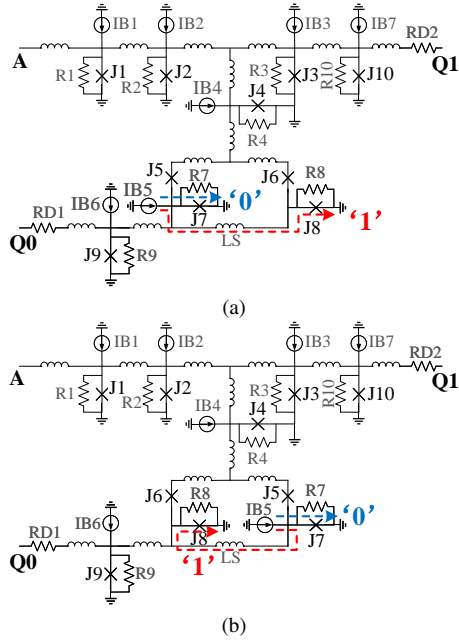 IB1 IB2 IB3 IB7
RD2
A Q1
R1 J1 R2 J2 R3 J3 R10 J10
J4
IB4
R4
J5 R7 J6 R8
IB6 IB5 '0'
RD1 J7 '1'
Q0 LS J8
J9 R9
(a)
IB1 IB2 IB3 IB7
RD2
A Q1
R1 J1 R2 J2 R3 J3 R10 J10
J4
IB4
R4
J6 R8 J5 R7
IB6 IB5 '0'
RD1 J8 J7
Q0 '1' LS
J9 R9
(b)